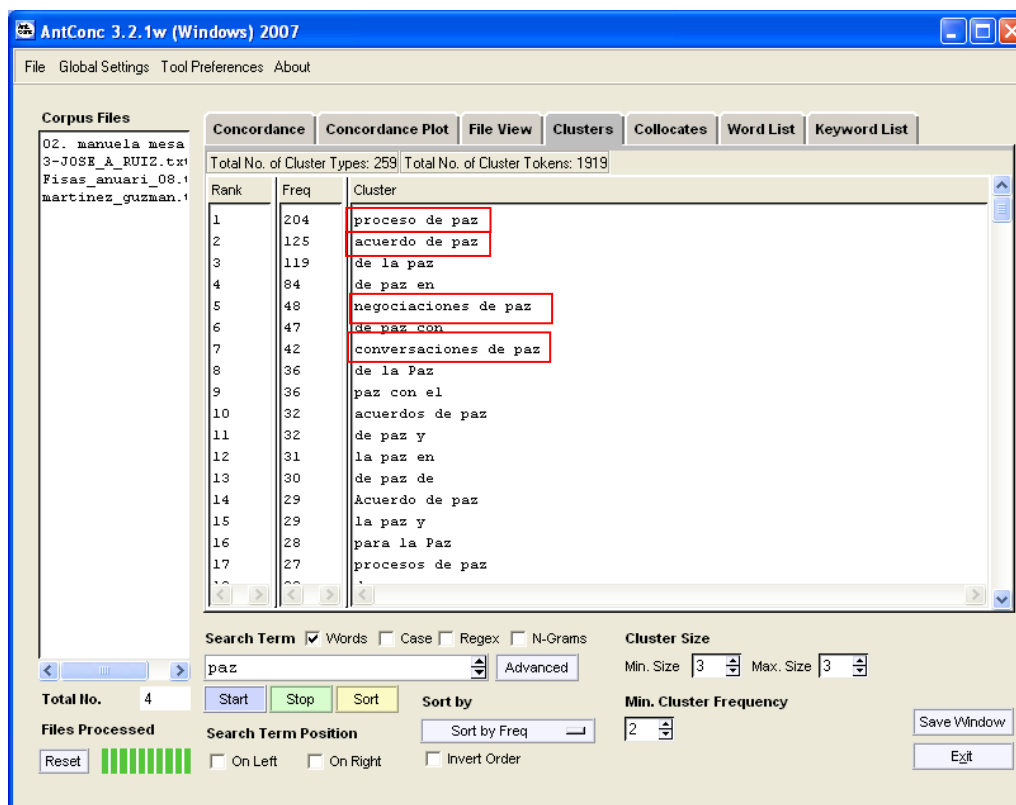 AntConc 3.2.1w (Windows) 2007
File Global Settings Tool Preferences About
Corpus Files
02. manuela mesa
3-JOSE_A_RUIZ.txt
Fisas_anuari_08.
martinez_guzman.
Concordance Concordance Plot File View Clusters Collocates Word List Keyword List
Total No. of Cluster Types: 259 Total No. of Cluster Tokens: 1919
Rank Freq Cluster
1 204 proceso de paz
2 125 acuerdo de paz
3 119 de la paz
4 84 de paz en
5 48 negociaciones de paz
6 47 de paz con
7 42 conversaciones de paz
8 36 de la Paz
9 36 paz con el
10 32 acuerdos de paz
11 32 de paz y
12 31 la paz en
13 30 de paz de
14 29 Acuerdo de paz
15 29 la paz y
16 28 para la Paz
17 27 procesos de paz
Search Term Words Case Regex N-Grams
paz Advanced
Start Stop Sort
Search Term Position
On Left On Right
Sort by
Sort by Freq
Invert Order
Cluster Size
Min. Size 3 Max. Size 3
Min. Cluster Frequency
2
Total No. 4
Files Processed
Reset
Save Window
Exit